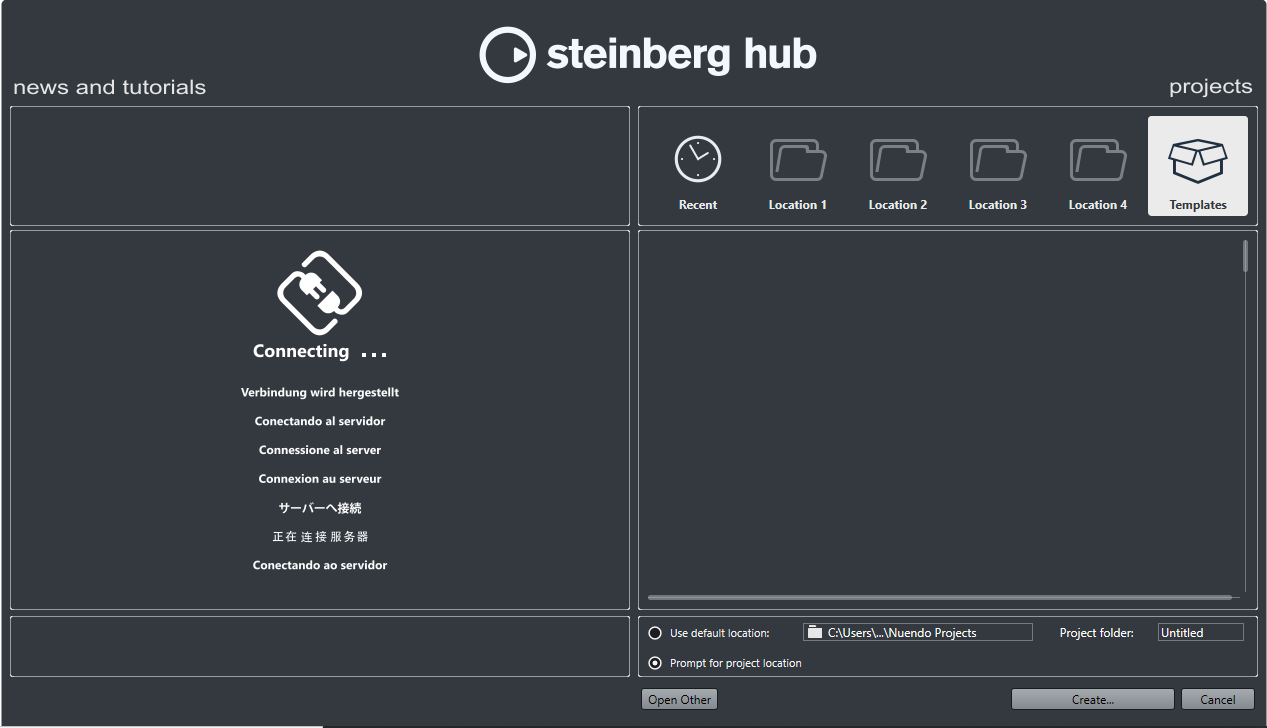 steinberg hub
news and tutorials
projects
Recent
Location 1
Location 2
Location 3
Location 4
Templates
Connecting ...
Verbindung wird hergestellt
Conectando al servidor
Connessione al server
Connexion au serveur
サーバーへ接続
正在 连接 服务器
Conectando ao servidor
Use default location:
C:\Users\...\Nuendo Projects
Project folder:
Untitled
Prompt for project location
Open Other
Create...
Cancel